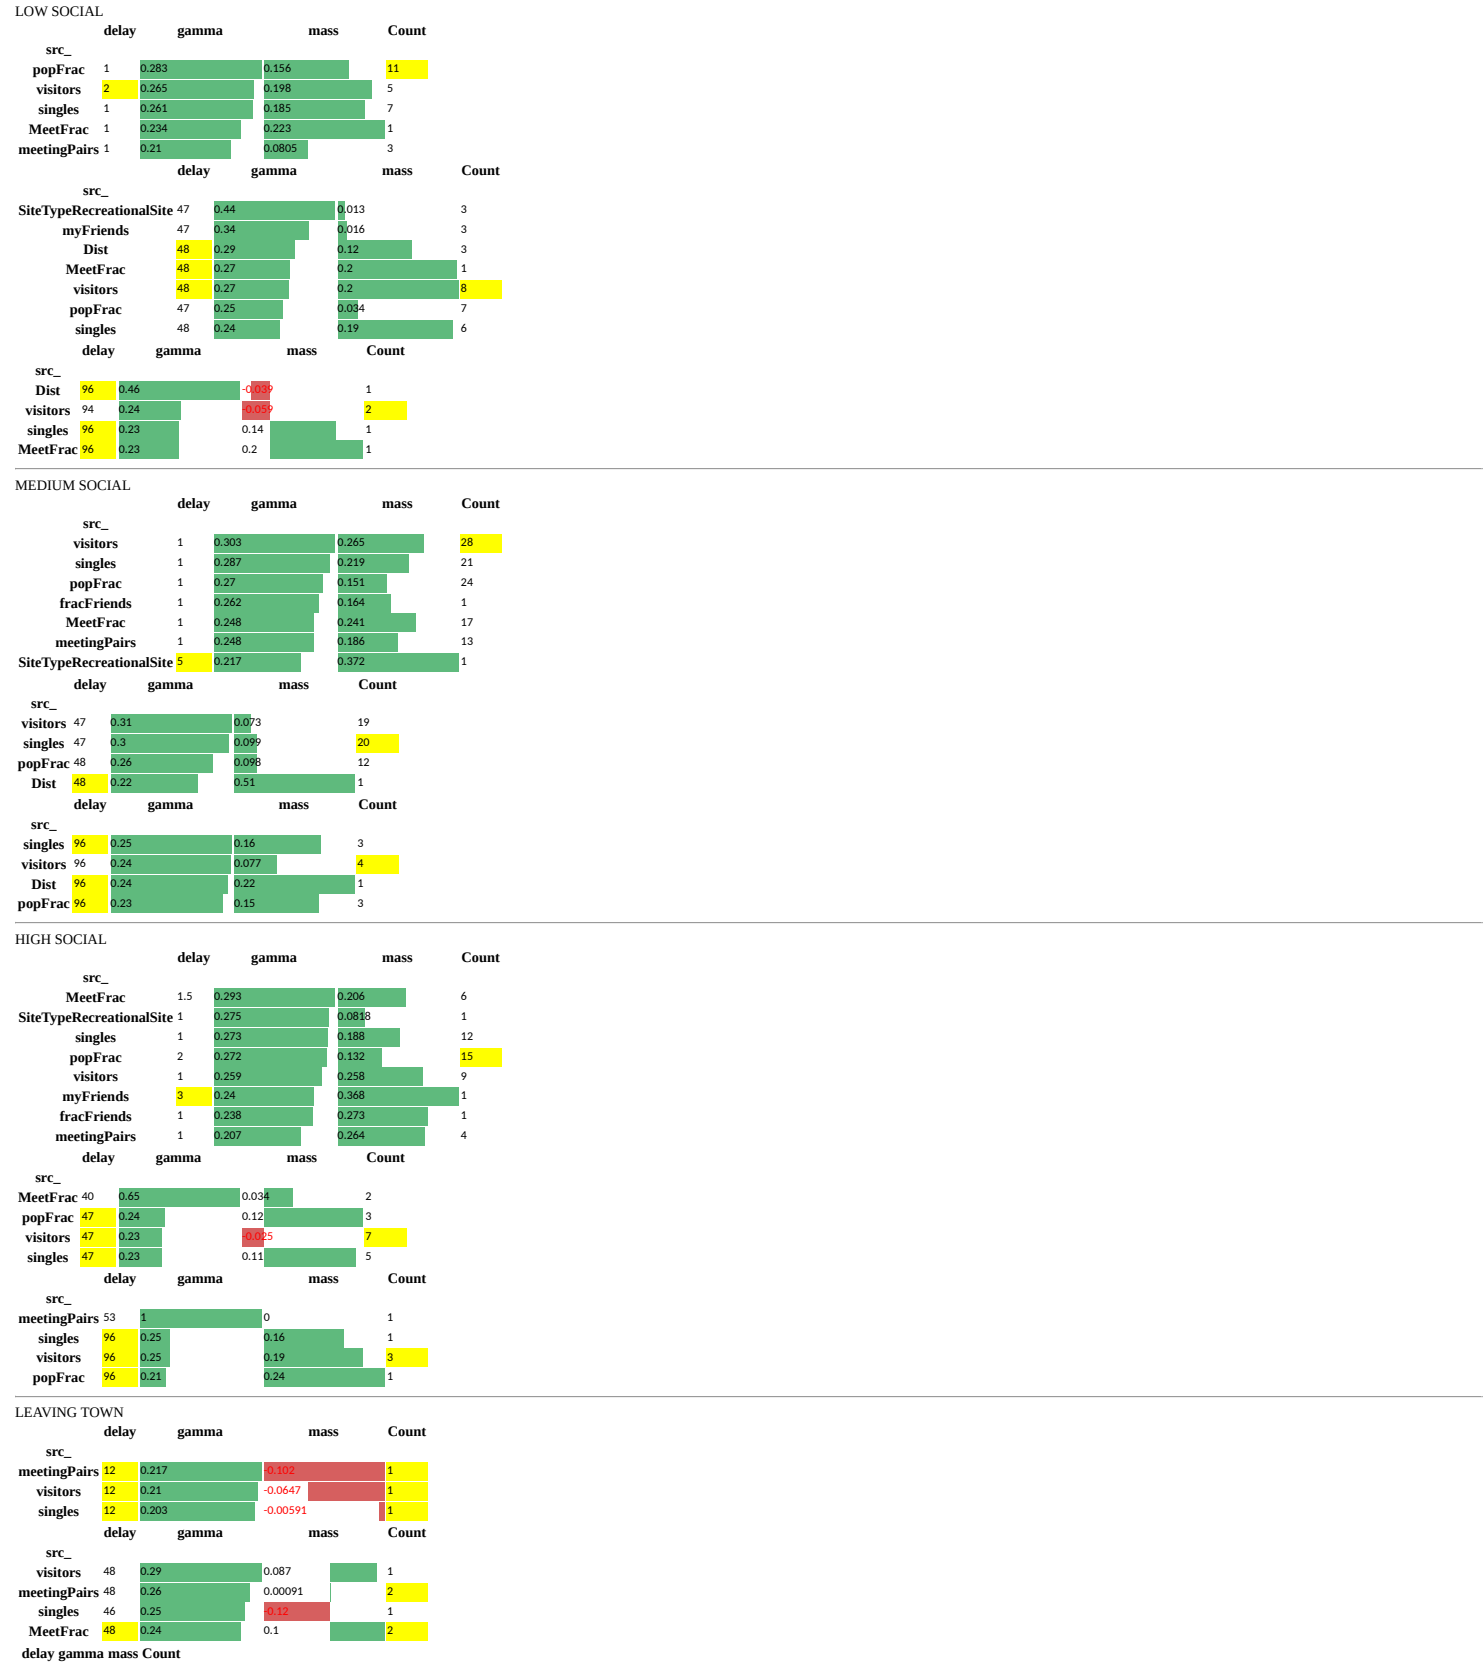 LOW SOCIAL
delay gamma mass Count
src_
popFrac 1 0.283 0.156 11
visitors 2 0.265 0.198 5
singles 1 0.261 0.185 7
MeetFrac 1 0.234 0.223 1
meetingPairs 1 0.21 0.0805 3
delay gamma mass Count
src_
SiteTypeRecreationalSite 47 0.44 0.013 3
myFriends 47 0.34 0.016 3
Dist 48 0.29 0.12 3
MeetFrac 48 0.27 0.2 1
visitors 48 0.27 0.2 8
popFrac 47 0.25 0.034 7
singles 48 0.24 0.19 6
delay gamma mass Count
src_
Dist 96 0.46 -0.039 1
visitors 94 0.24 -0.059 2
singles 96 0.23 0.14 1
MeetFrac 96 0.23 0.2 1
MEDIUM SOCIAL
delay gamma mass Count
src_
visitors 1 0.303 0.265 28
singles 1 0.287 0.219 21
popFrac 1 0.27 0.151 24
fracFriends 1 0.262 0.164 1
MeetFrac 1 0.248 0.241 17
meetingPairs 1 0.248 0.186 13
SiteTypeRecreationalSite 5 0.217 0.372 1
delay gamma mass Count
src_
visitors 47 0.31 0.073 19
singles 47 0.3 0.099 20
popFrac 48 0.26 0.098 12
Dist 48 0.22 0.51 1
delay gamma mass Count
src_
singles 96 0.25 0.16 3
visitors 96 0.24 0.077 4
Dist 96 0.24 0.22 1
popFrac 96 0.23 0.15 3
HIGH SOCIAL
delay gamma mass Count
src_
MeetFrac 1.5 0.293 0.206 6
SiteTypeRecreationalSite 1 0.275 0.0818 1
singles 1 0.273 0.188 12
popFrac 2 0.272 0.132 15
visitors 1 0.259 0.258 9
myFriends 3 0.24 0.368 1
fracFriends 1 0.238 0.273 1
meetingPairs 1 0.207 0.264 4
delay gamma mass Count
src_
MeetFrac 40 0.65 0.034 2
popFrac 47 0.24 0.12 3
visitors 47 0.23 -0.025 7
singles 47 0.23 0.11 5
delay gamma mass Count
src_
meetingPairs 53 1 0 1
singles 96 0.25 0.16 1
visitors 96 0.25 0.19 3
popFrac 96 0.21 0.24 1
LEAVING TOWN
delay gamma mass Count
src_
meetingPairs 12 0.217 -0.102 1
visitors 12 0.21 -0.0647 1
singles 12 0.203 -0.00591 1
delay gamma mass Count
src_
visitors 48 0.29 0.087 1
meetingPairs 48 0.26 0.00091 2
singles 46 0.25 -0.12 1
MeetFrac 48 0.24 0.1 2
delay gamma mass Count